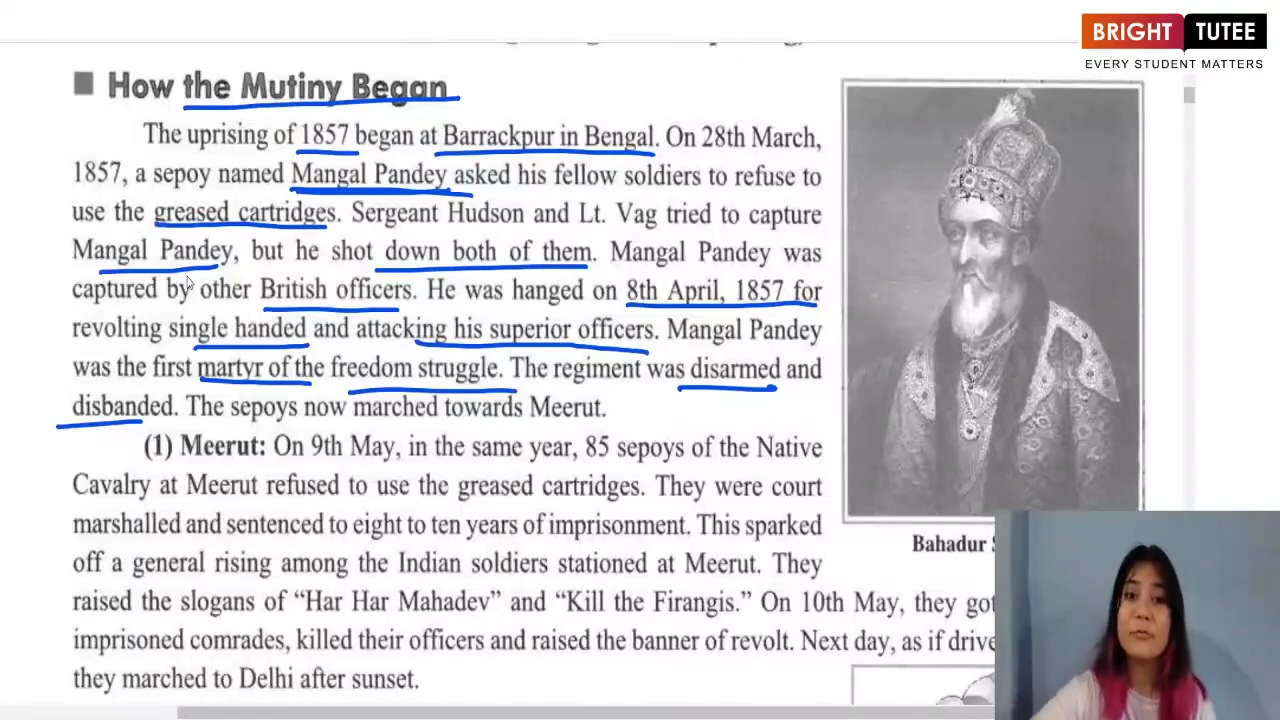 BRIGHT TUTEE
EVERY STUDENT MATTERS
How the Mutiny Began
The uprising of 1857 began at Barrackpur in Bengal. On 28th March,
1857, a sepoy named Mangal Pandey asked his fellow soldiers to refuse to
use the greased cartridges. Sergeant Hudson and Lt. Vag tried to capture
Mangal Pandey, but he shot down both of them. Mangal Pandey was
captured by other British officers. He was hanged on 8th April, 1857 for
revolting single handed and attacking his superior officers. Mangal Pandey
was the first martyr of the freedom struggle. The regiment was disarmed and
disbanded. The sepoys now marched towards Meerut.
(1) Meerut: On 9th May, in the same year, 85 sepoys of the Native
Cavalry at Meerut refused to use the greased cartridges. They were court
marshalled and sentenced to eight to ten years of imprisonment. This sparked
off a general rising among the Indian soldiers stationed at Meerut. They
raised the slogans of “Har Har Mahadev” and “Kill the Firangis.” On 10th May, they got
imprisoned comrades, killed their officers and raised the banner of revolt. Next day, as if
they marched to Delhi after sunset.
Bahadur